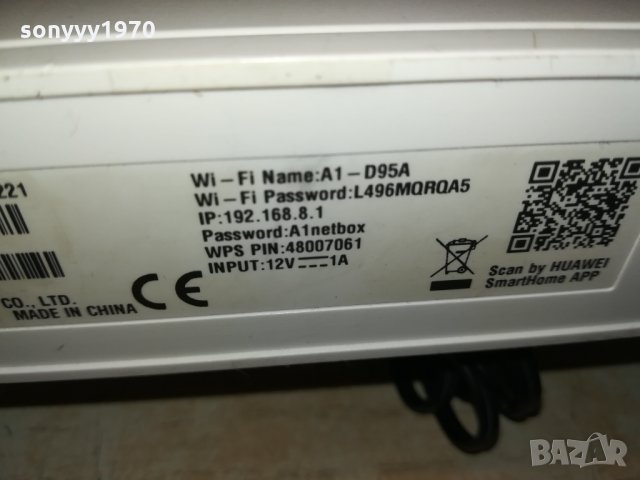 sonyyy1970
221
Wi-Fi Name:A1-D95A
Wi-Fi Password:L496MQRQA5
IP:192.168.8.1
Password:A1netbox
WPS PIN:48007061
INPUT:12V 1A
CO., LTD.
MADE IN CHINA
CE
Scan by HUAWEI
SmartHome APP
BAZAR